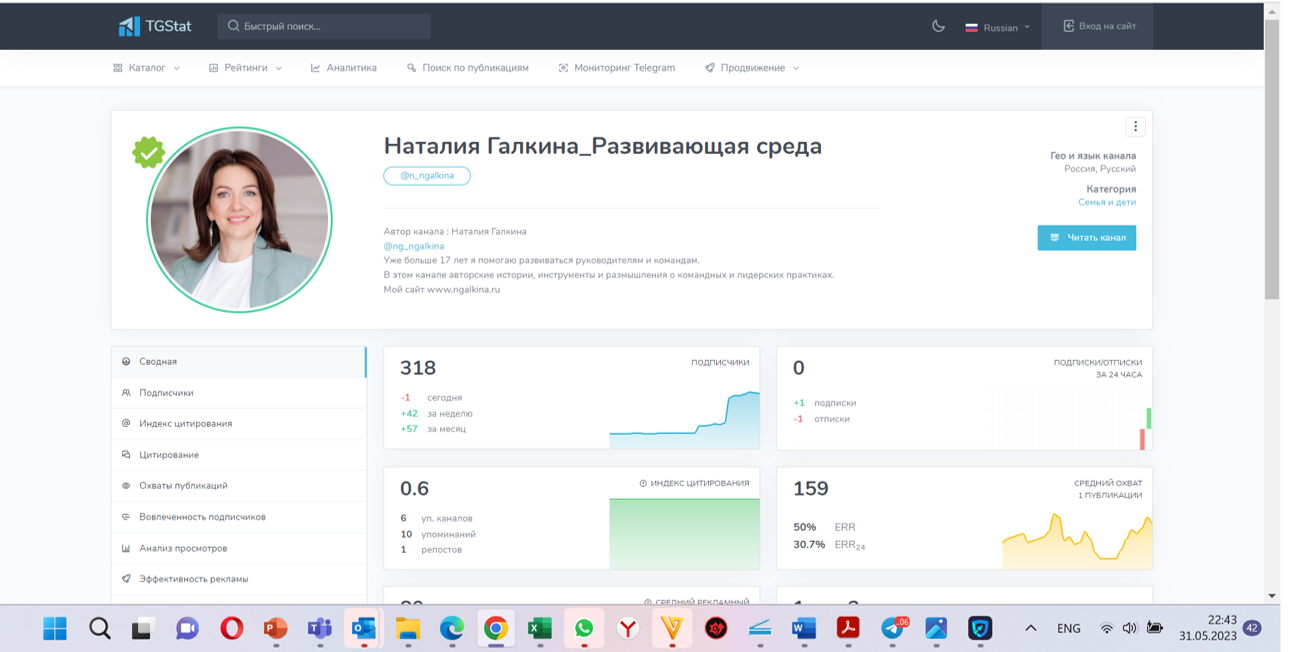 TGStat
Быстрый поиск...
Russian
Вход на сайт
Каталог
Рейтинги
Аналитика
Поиск по публикациям
Мониторинг Telegram
Продвижение
Наталия Галкина_Развивающая среда
@n_ngalkina
Автор канала : Наталия Галкина
@ng_ngalkina
Уже больше 17 лет я помогаю развиваться руководителям и командам.
В этом канале авторские истории, инструменты и размышления о командных и лидерских практиках.
Мой сайт www.ngalkina.ru
Гео и язык канала
Россия, Русский
Категория
Семья и дети
Читать канал
Сводная
Подписчики
Индекс цитирования
Цитирование
Охваты публикаций
Вовлеченность подписчиков
Анализ просмотров
Эффективность рекламы
318
ПОДПИСЧИКИ
-1 сегодня
+42 за неделю
+57 за месяц
0
ПОДПИСКИ/ОТПИСКИ
ЗА 24 ЧАСА
+1 подписки
-1 отписки
0.6
ИНДЕКС ЦИТИРОВАНИЯ
6 уп. каналов
10 упоминаний
1 репостов
159
СРЕДНИЙ ОХВАТ
1 ПУБЛИКАЦИИ
50% ERR
30.7% ERR24
СРЕДНИЙ РЕКЛАМНЫЙ
ENG
22:43
31.05.2023
42